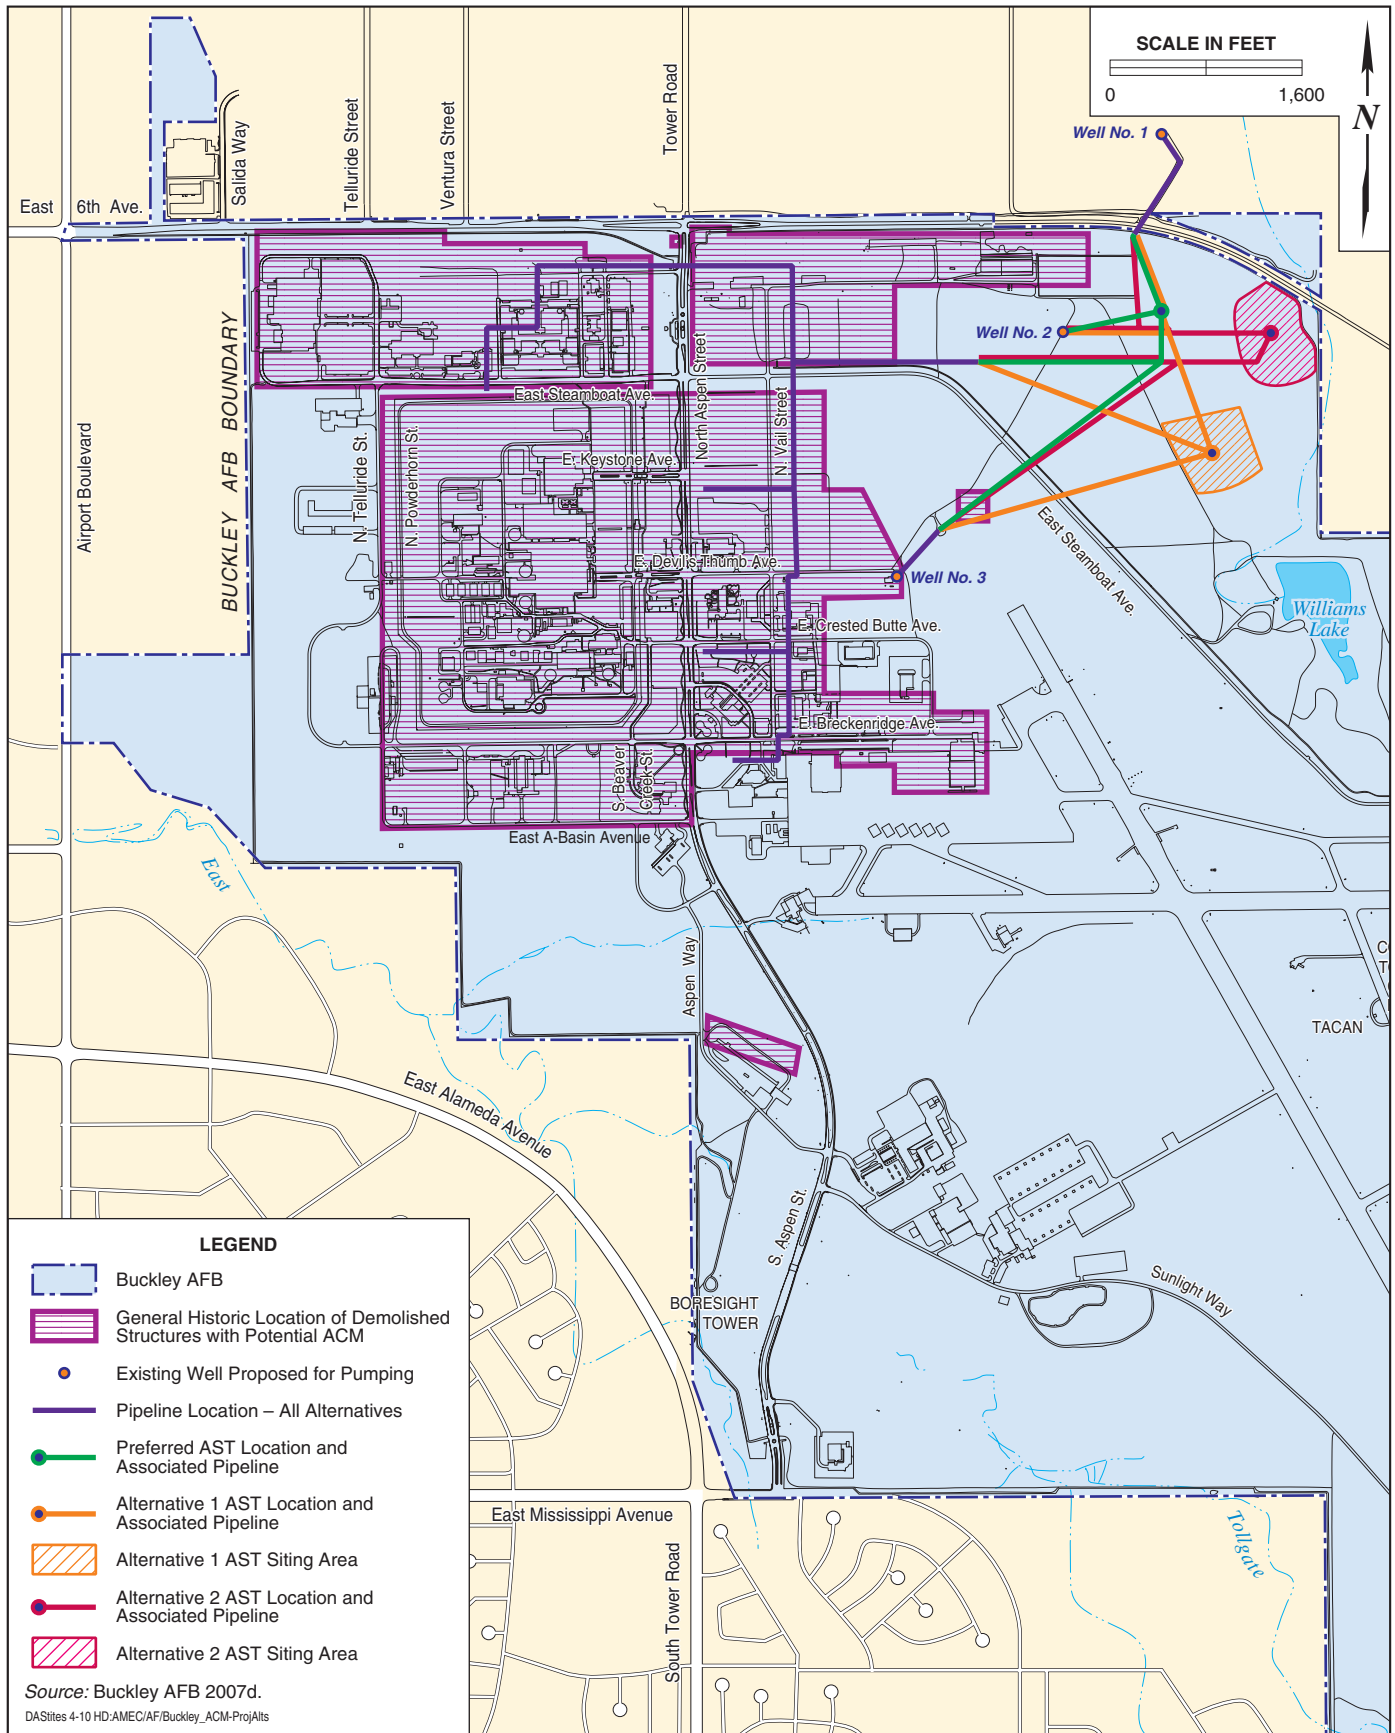 SCALE IN FEET
0 1,600
N
Well No. 1
Salida Way
Telluride Street
Ventura Street
Tower Road
East 6th Ave.
Well No. 2
BUCKLEY AFB BOUNDARY
Airport Boulevard
East Steamboat Ave.
North Aspen Street
N. Vail Street
N. Telluride St.
N. Powderhorn St.
E. Keystone Ave.
East Steamboat Ave.
E. Devil's Thumb Ave.
Well No. 3
E. Crested Butte Ave.
Williams
Lake
E. Breckenridge Ave.
S. Beaver
Creek St.
East A-Basin Avenue
East
Aspen Way
C
T
TACAN
East Alameda Avenue
S. Aspen St.
Sunlight Way
BORESIGHT
TOWER
East Mississippi Avenue
South Tower Road
Tollgate
LEGEND
Buckley AFB
General Historic Location of Demolished
Structures with Potential ACM
Existing Well Proposed for Pumping
Pipeline Location – All Alternatives
Preferred AST Location and
Associated Pipeline
Alternative 1 AST Location and
Associated Pipeline
Alternative 1 AST Siting Area
Alternative 2 AST Location and
Associated Pipeline
Alternative 2 AST Siting Area
Source: Buckley AFB 2007d.
DAStites 4-10 HD:AMEC/AF/Buckley_ACM-ProjAlts